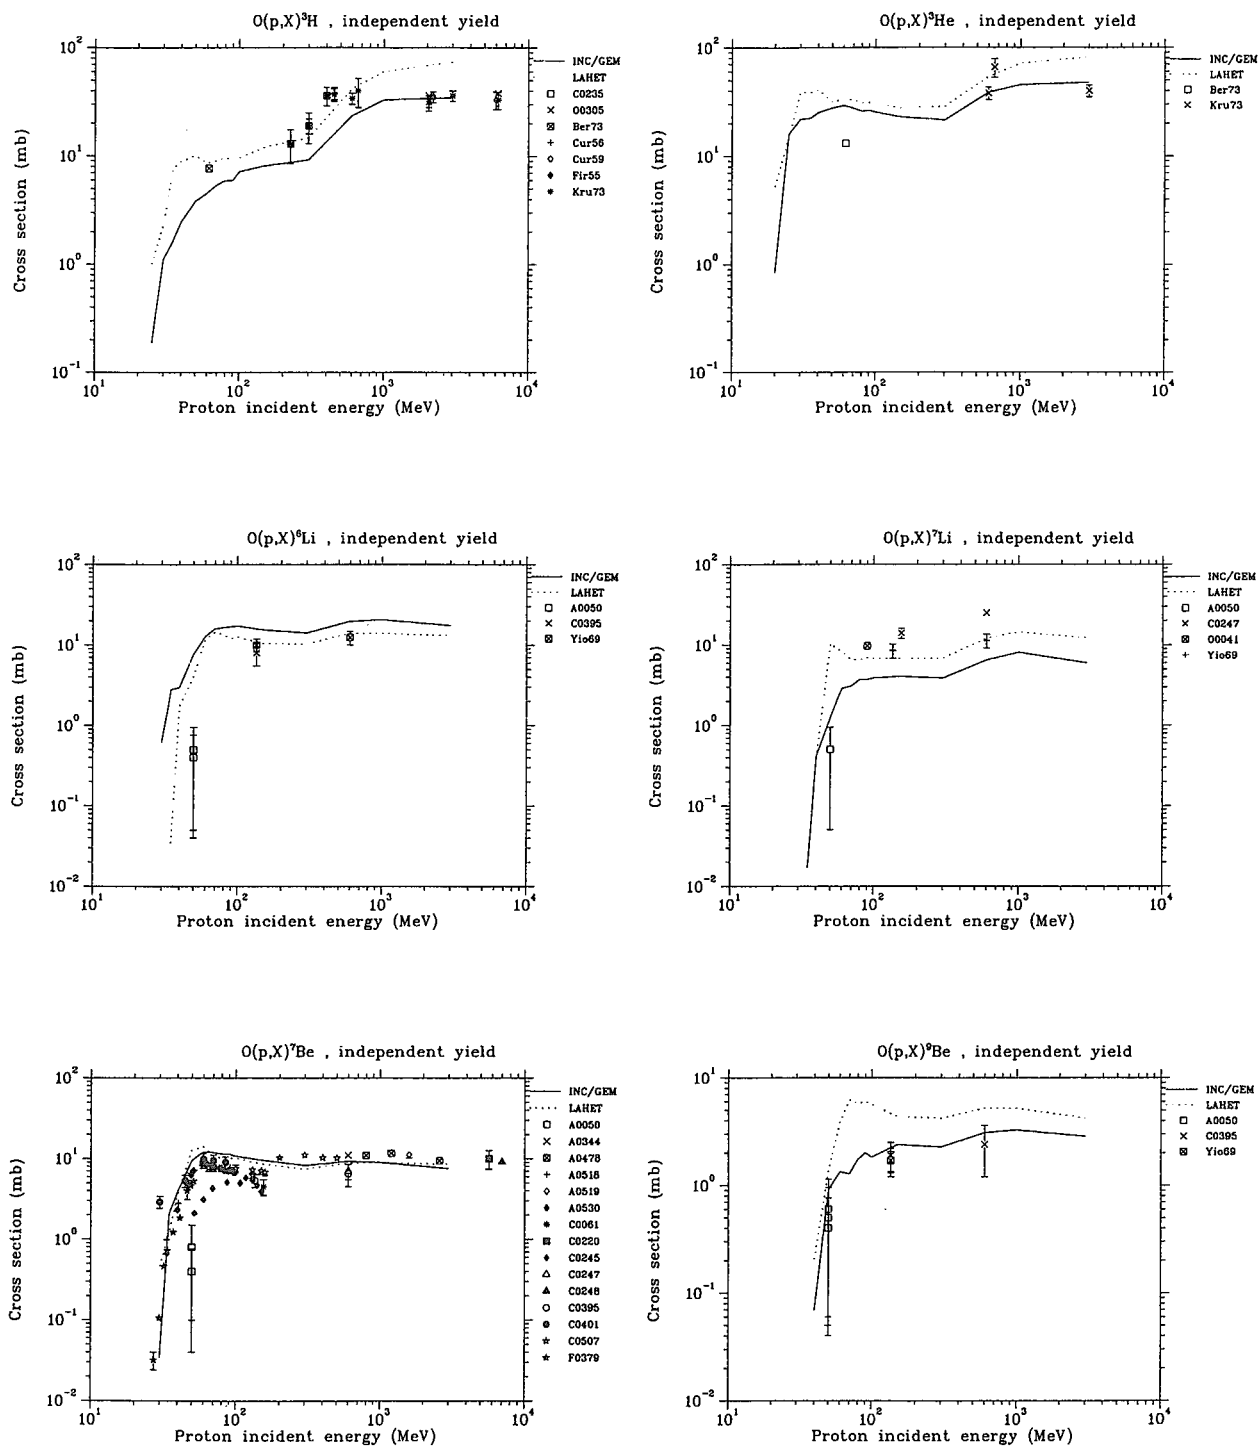 O(p,X)³H , independent yield
10² 10¹ 10⁰ 10⁻¹
Cross section (mb)
10¹ 10² 10³ 10⁴
Proton incident energy (MeV)
INC/GEM
LAHET
C0235
O0305
Ber73
Cur56
Cur59
Fir55
Kru73
O(p,X)³He , independent yield
10² 10¹ 10⁰ 10⁻¹
Cross section (mb)
10¹ 10² 10³ 10⁴
Proton incident energy (MeV)
INC/GEM
LAHET
Ber73
Kru73
O(p,X)⁶Li , independent yield
10² 10¹ 10⁰ 10⁻¹ 10⁻²
Cross section (mb)
10¹ 10² 10³ 10⁴
Proton incident energy (MeV)
INC/GEM
LAHET
A0050
C0395
Yio69
O(p,X)⁷Li , independent yield
10² 10¹ 10⁰ 10⁻¹ 10⁻²
Cross section (mb)
10¹ 10² 10³ 10⁴
Proton incident energy (MeV)
INC/GEM
LAHET
A0050
C0247
O0041
Yio69
O(p,X)⁷Be , independent yield
10² 10¹ 10⁰ 10⁻¹ 10⁻²
Cross section (mb)
10¹ 10² 10³ 10⁴
Proton incident energy (MeV)
INC/GEM
LAHET
A0050
A0344
A0478
A0518
A0519
A0530
C0061
C0220
C0245
C0247
C0248
C0395
C0401
C0507
F0379
O(p,X)⁹Be , independent yield
10¹ 10⁰ 10⁻¹ 10⁻²
Cross section (mb)
10¹ 10² 10³ 10⁴
Proton incident energy (MeV)
INC/GEM
LAHET
A0050
C0395
Yio69